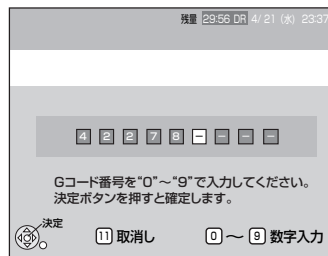 残量 29:56 DR 4/21(水) 23:37
4 2 2 7 8 - - - -
Gコード番号を“0”~“9”で入力してください。
決定ボタンを押すと確定します。
決定
11 取消し 0 ~ 9 数字入力